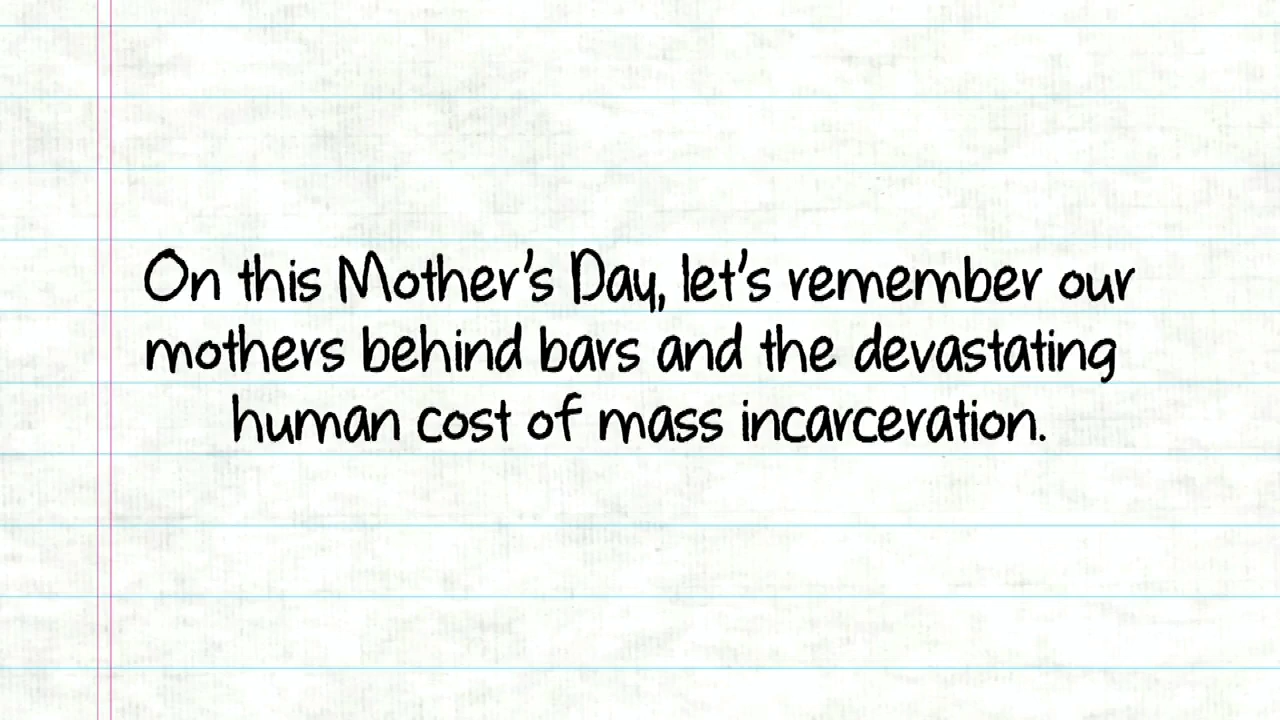 On this Mother's Day, let's remember our
mothers behind bars and the devastating
human cost of mass incarceration.